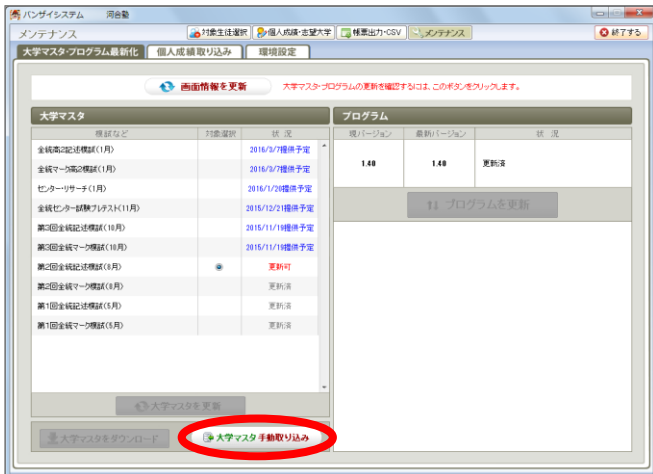 バンザイシステム 河合塾
メンテナンス 対象生徒選択 個人成績・志望大学 帳票出力・CSV メンテナンス 終了する
大学マスタ・プログラム最新化 個人成績取り込み 環境設定
画面情報を更新 大学マスタ・プログラムの更新を確認するには、このボタンをクリックします。
大学マスタ プログラム
模試など 対象選択 状 況 現バージョン 最新バージョン 状 況
全統高2記述模試(1月) 2016/3/7提供予定
全統マーク高2模試(1月) 2016/3/7提供予定 1.40 1.40 更新済
センター・リサーチ(1月) 2016/1/20提供予定
全統センター試験プレテスト(11月) 2015/12/21提供予定 プログラムを更新
第3回全統記述模試(10月) 2015/11/19提供予定
第3回全統マーク模試(10月) 2015/11/19提供予定
第2回全統記述模試(8月) 更新可
第2回全統マーク模試(8月) 更新済
第1回全統記述模試(5月) 更新済
第1回全統マーク模試(5月) 更新済
大学マスタを更新
大学マスタをダウンロード 大学マスタ手動取り込み